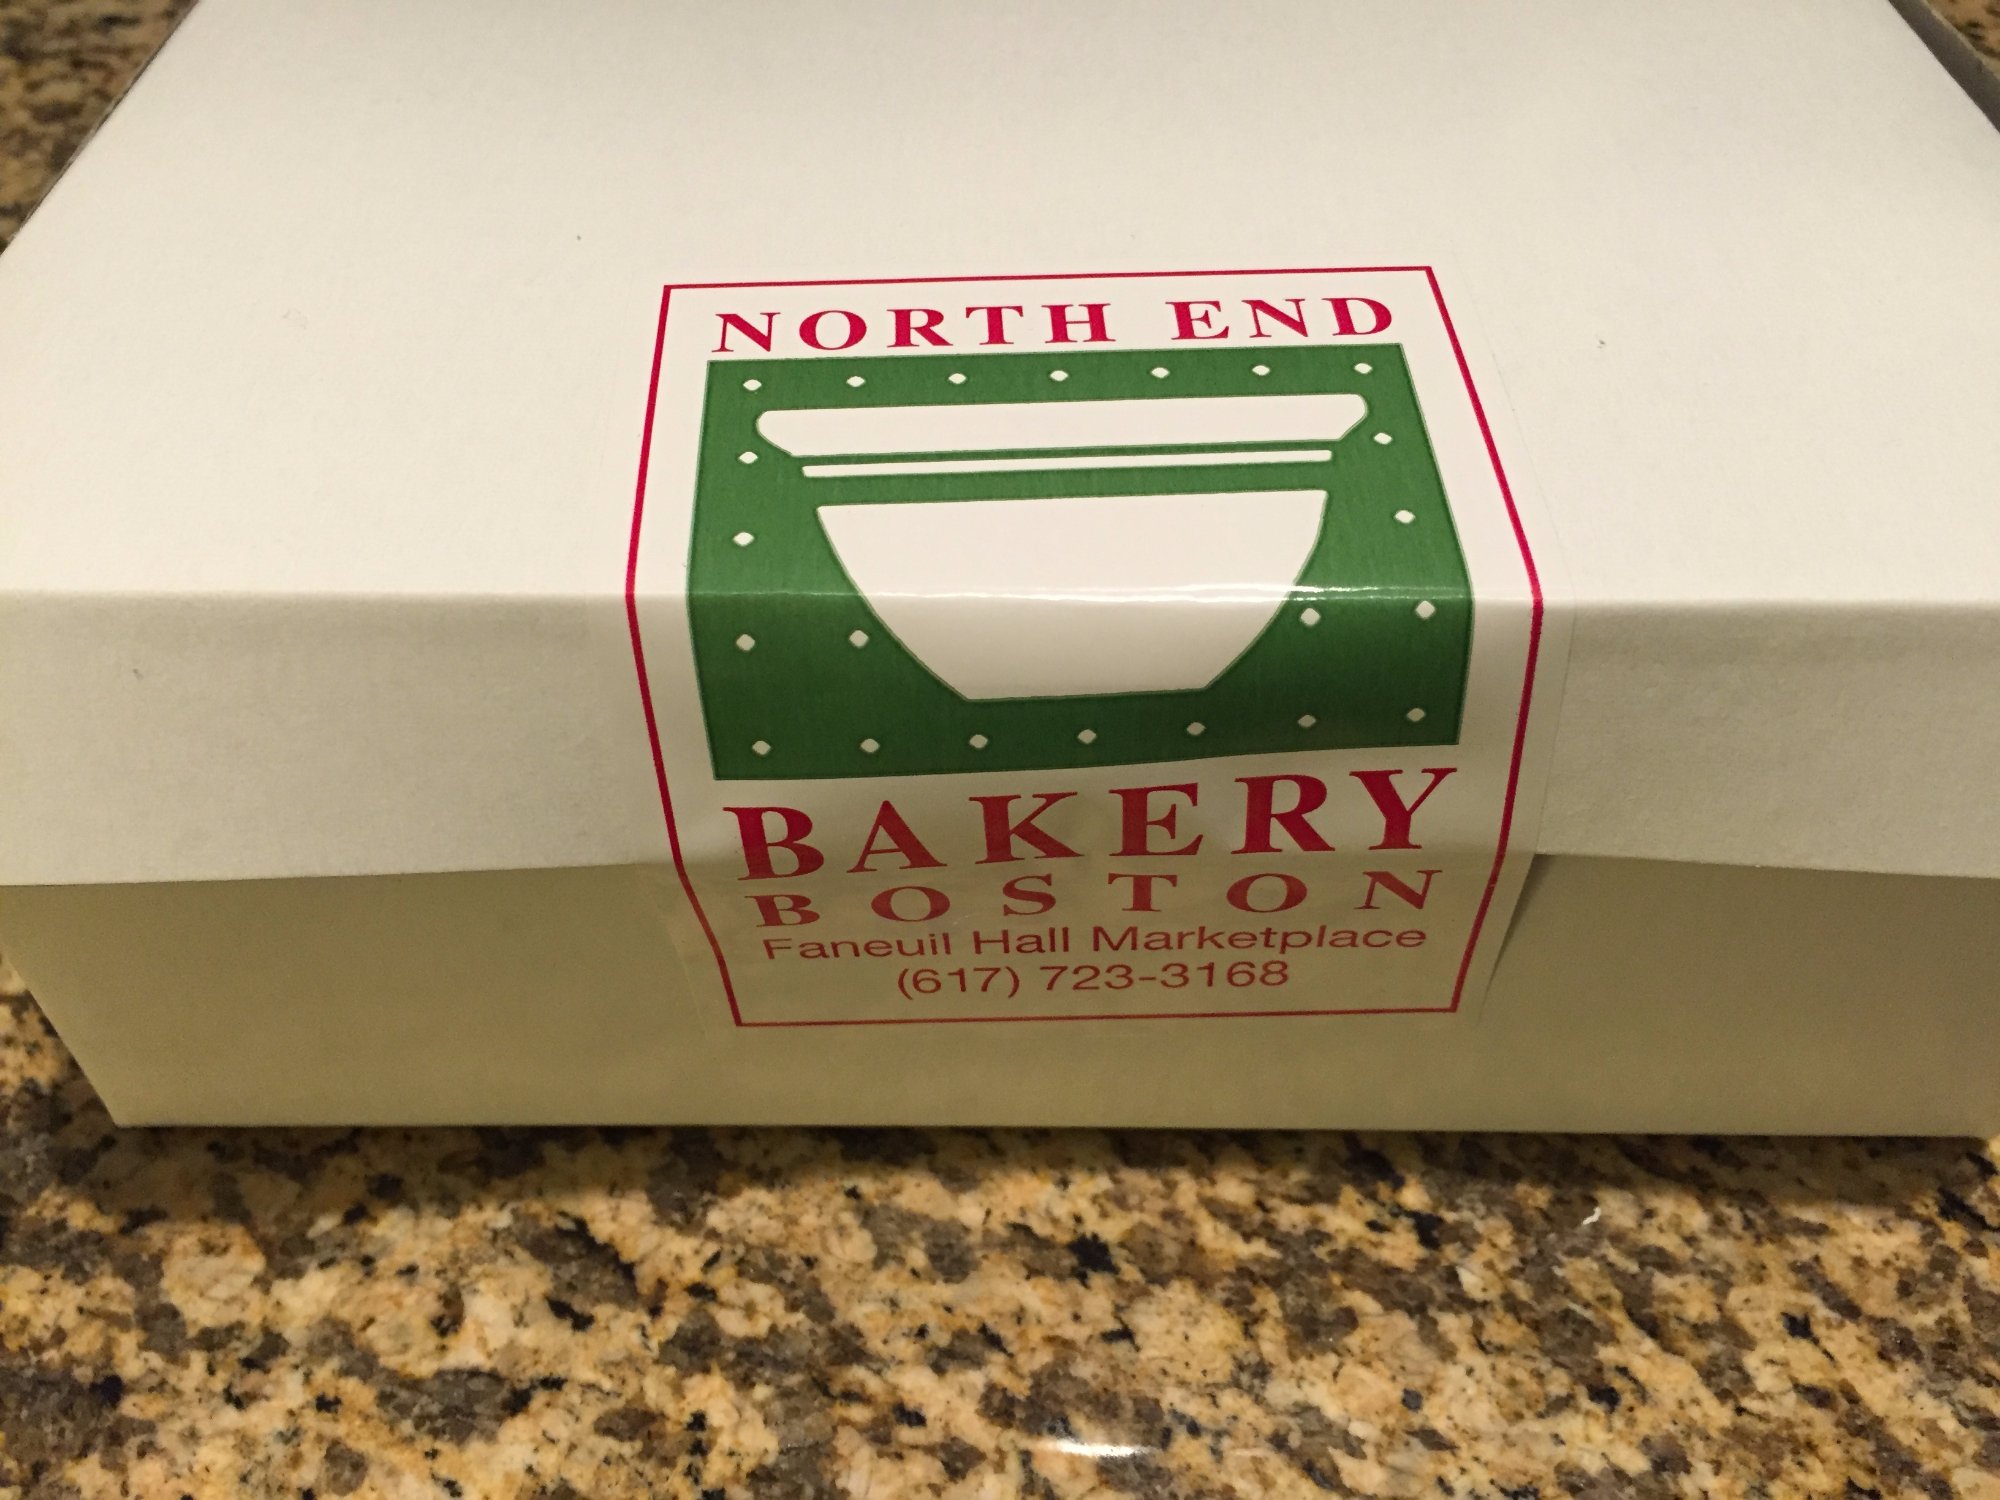 NORTH END
BAKERY
BOSTON
Faneuil Hall Marketplace
(617) 723-3168